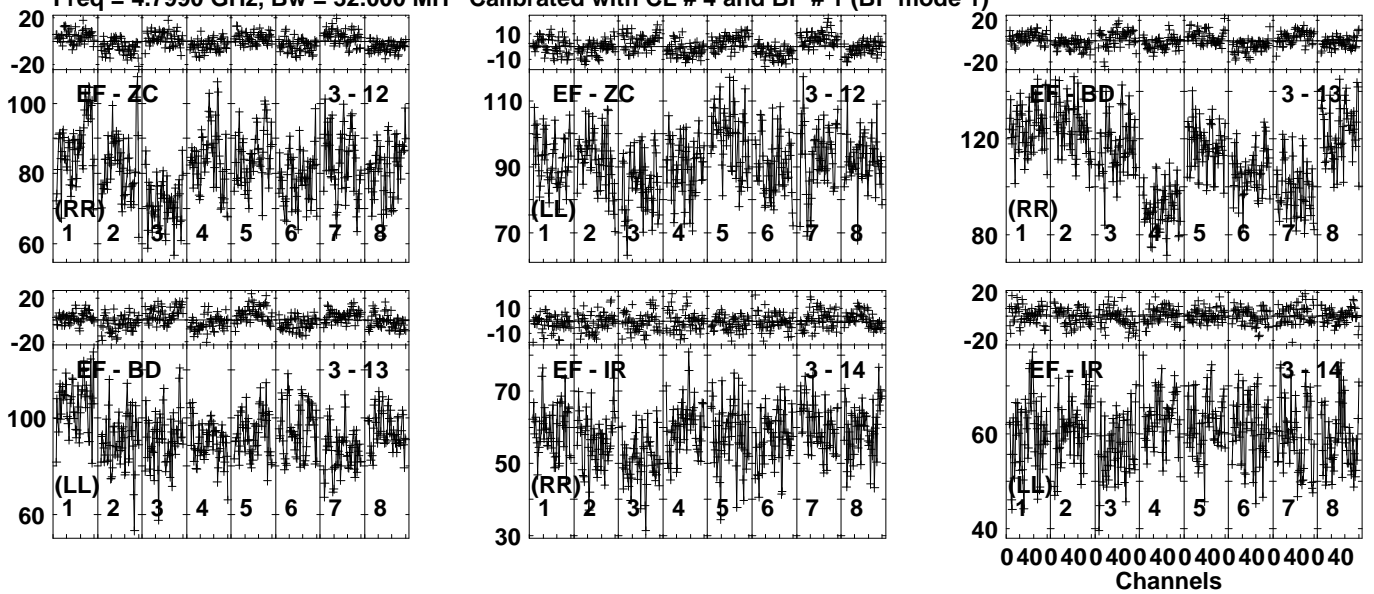 Freq = 4.7990 GHz, Bw = 32.000 MH Calibrated with CL # 4 and BP # 1 (BP mode 1)
20
-20
EF - ZC 3 - 12
100
80
60
(RR)
1 2 3 4 5 6 7 8
10
-10
EF - ZC 3 - 12
110
90
70
(LL)
1 2 3 4 5 6 7 8
20
-20
EF - BD 3 - 13
120
80
(RR)
1 2 3 4 5 6 7 8
20
-20
EF - BD 3 - 13
100
60
(LL)
1 2 3 4 5 6 7 8
10
-10
EF - IR 3 - 14
70
50
30
(RR)
1 2 3 4 5 6 7 8
20
-20
EF - IR 3 - 14
60
40
(LL)
1 2 3 4 5 6 7 8
0 40 0 40 0 40 0 40 0 40 0 40 0 40 0 40
Channels